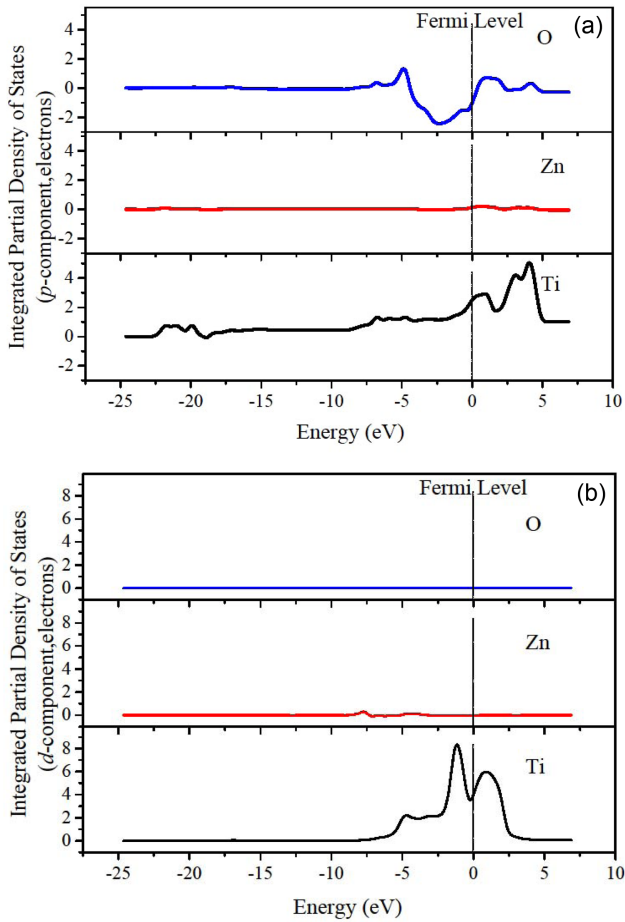 Fermi Level
(a)
O
4
2
0
-2
Zn
4
2
0
-2
Ti
4
2
0
-2
-25 -20 -15 -10 -5 0 5 10
Energy (eV)
Integrated Partial Density of States
(p-component,electrons)
Fermi Level
(b)
O
8
6
4
2
0
Zn
8
6
4
2
0
Ti
8
6
4
2
0
-25 -20 -15 -10 -5 0 5 10
Energy (eV)
Integrated Partial Density of States
(d-component,electrons)